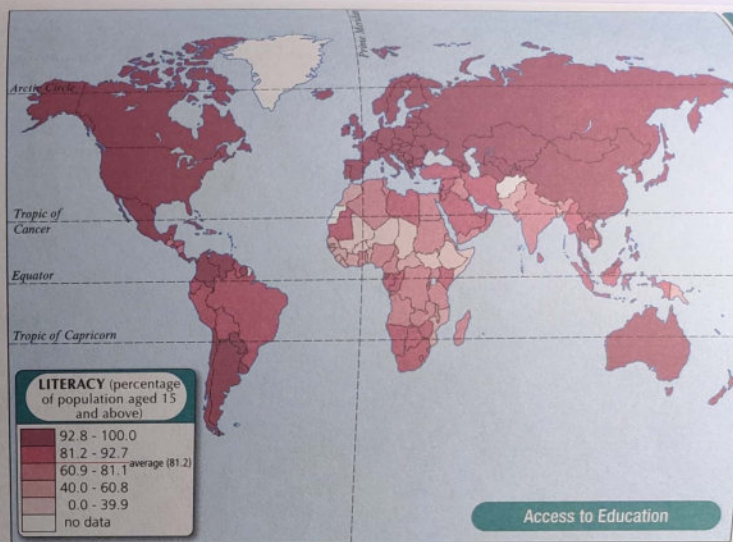 Prime Meridian
Arctic Circle
Tropic of
Cancer
Equator
Tropic of Capricorn
LITERACY (percentage
of population aged 15
and above)
92.8 - 100.0
81.2 - 92.7
average (81.2)
60.9 - 81.1
40.0 - 60.8
0.0 - 39.9
no data
Access to Education